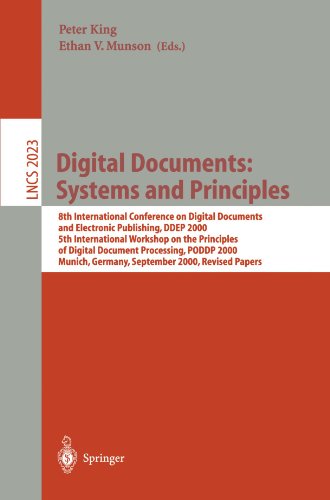 Peter King
Ethan V. Munson (Eds.)
LNCS 2023
Digital Documents:
Systems and Principles
8th International Conference on Digital Documents
and Electronic Publishing, DDEP 2000
5th International Workshop on the Principles
of Digital Document Processing, PODDP 2000
Munich, Germany, September 2000, Revised Papers
Springer